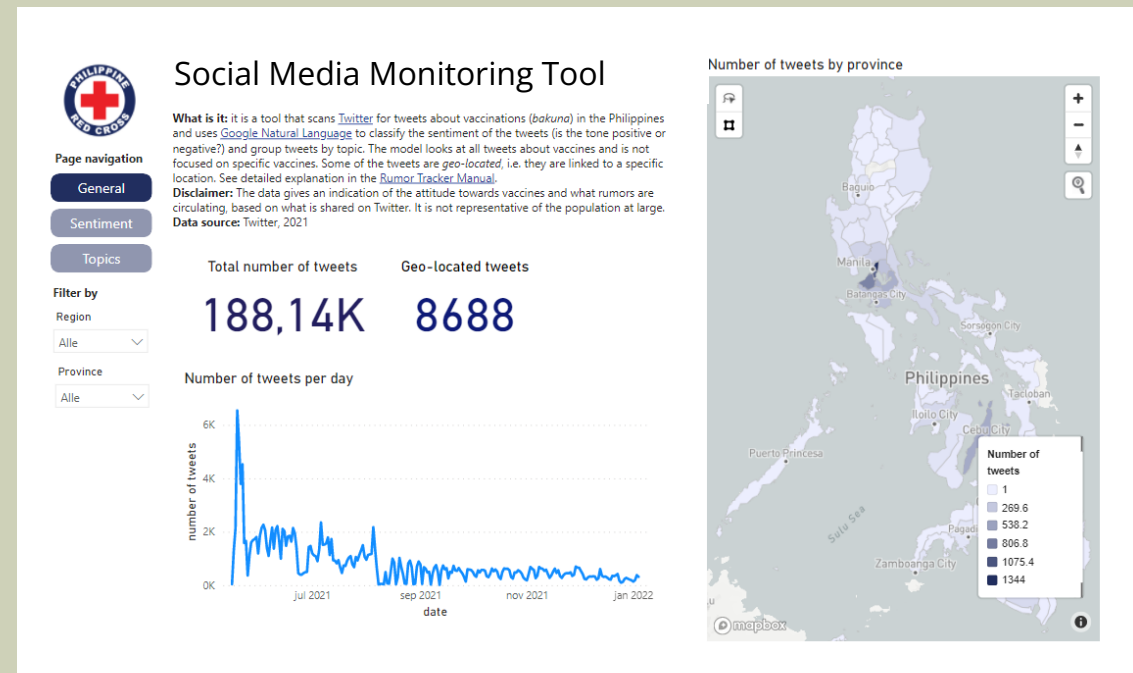 PHILIPPINE
RED CROSS
Social Media Monitoring Tool
What is it: it is a tool that scans Twitter for tweets about vaccinations (bakuna) in the Philippines
and uses Google Natural Language to classify the sentiment of the tweets (is the tone positive or
negative?) and group tweets by topic. The model looks at all tweets about vaccines and is not
focused on specific vaccines. Some of the tweets are geo-located, i.e. they are linked to a specific
location. See detailed explanation in the Rumor Tracker Manual.
Disclaimer: The data gives an indication of the attitude towards vaccines and what rumors are
circulating, based on what is shared on Twitter. It is not representative of the population at large.
Data source: Twitter, 2021
Page navigation
General
Sentiment
Topics
Filter by
Region
Alle
Province
Alle
Total number of tweets
188,14K
Geo-located tweets
8688
Number of tweets per day
number of tweets
6K
4K
2K
0K
jul 2021
sep 2021
nov 2021
jan 2022
date
Number of tweets by province
Baguio
Manila
Batangas City
Sorsogon City
Philippines
Tacloban
Iloilo City
Cebu City
Puerto Princesa
Sulu Sea
Pagadi
Zamboanga City
lu
Number of
tweets
1
269.6
538.2
806.8
1075.4
1344
mapbox